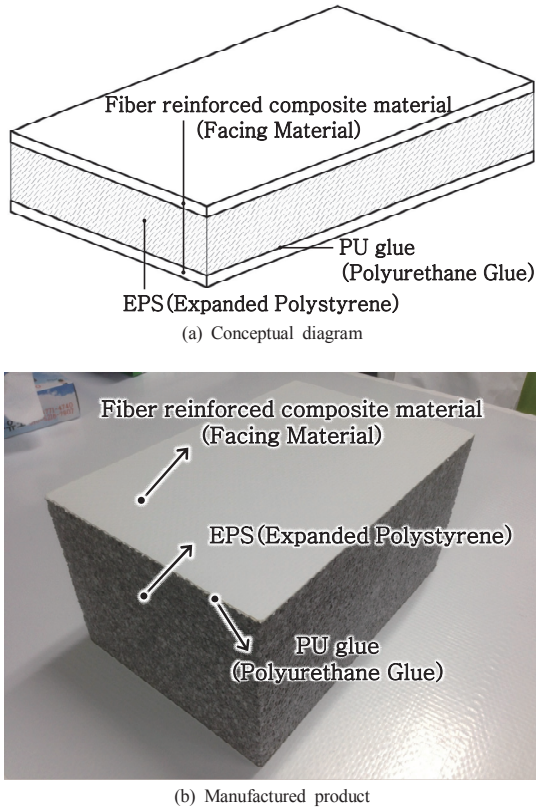 Fiber reinforced composite material
(Facing Material)
PU glue
(Polyurethane Glue)
EPS(Expanded Polystyrene)
(a) Conceptual diagram
Fiber reinforced composite material
(Facing Material)
EPS(Expanded Polystyrene)
PU glue
(Polyurethane Glue)
(b) Manufactured product